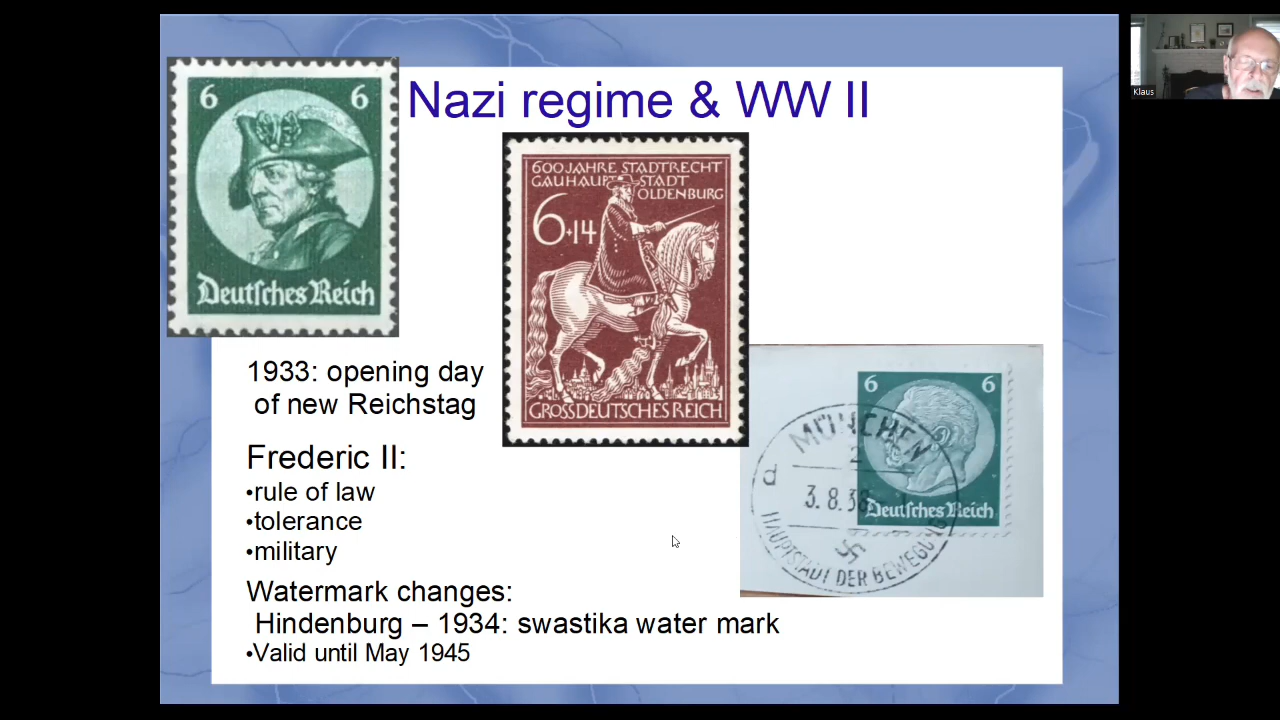 Nazi regime & WW II
6 6
Deutsches Reich
600 JAHRE STADTRECHT
GAUHAUPTSTADT
OLDENBURG
6+14
GROSSDEUTSCHES REICH
1933: opening day
of new Reichstag
Frederic II:
•rule of law
•tolerance
•military
Watermark changes:
Hindenburg – 1934: swastika water mark
•Valid until May 1945
6 6
Deutsches Reich
MÜNCHEN
2
d
3.8.38
HAUPTSTADT DER BEWEGUNG
Klaus